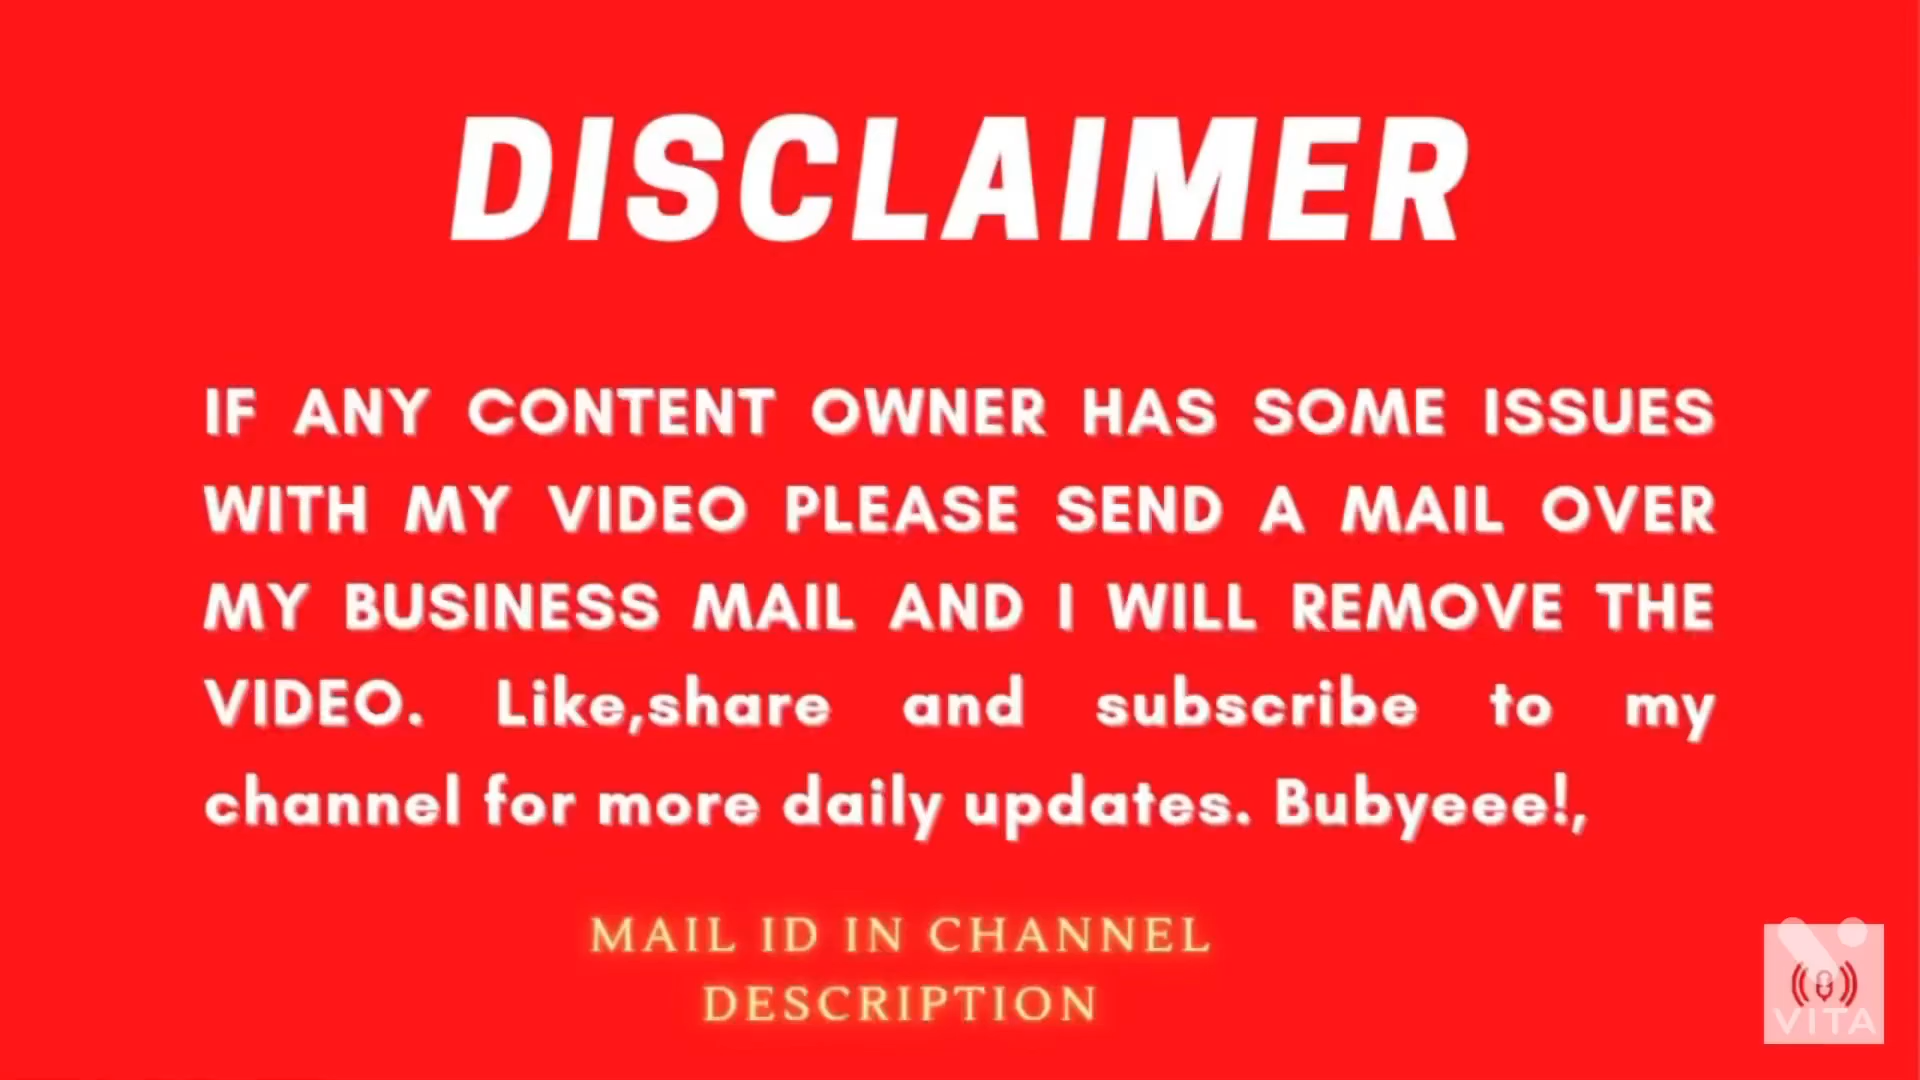 DISCLAIMER
IF ANY CONTENT OWNER HAS SOME ISSUES
WITH MY VIDEO PLEASE SEND A MAIL OVER
MY BUSINESS MAIL AND I WILL REMOVE THE
VIDEO. Like,share and subscribe to my
channel for more daily updates. Bubyeee!,
MAIL ID IN CHANNEL
DESCRIPTION
VITA